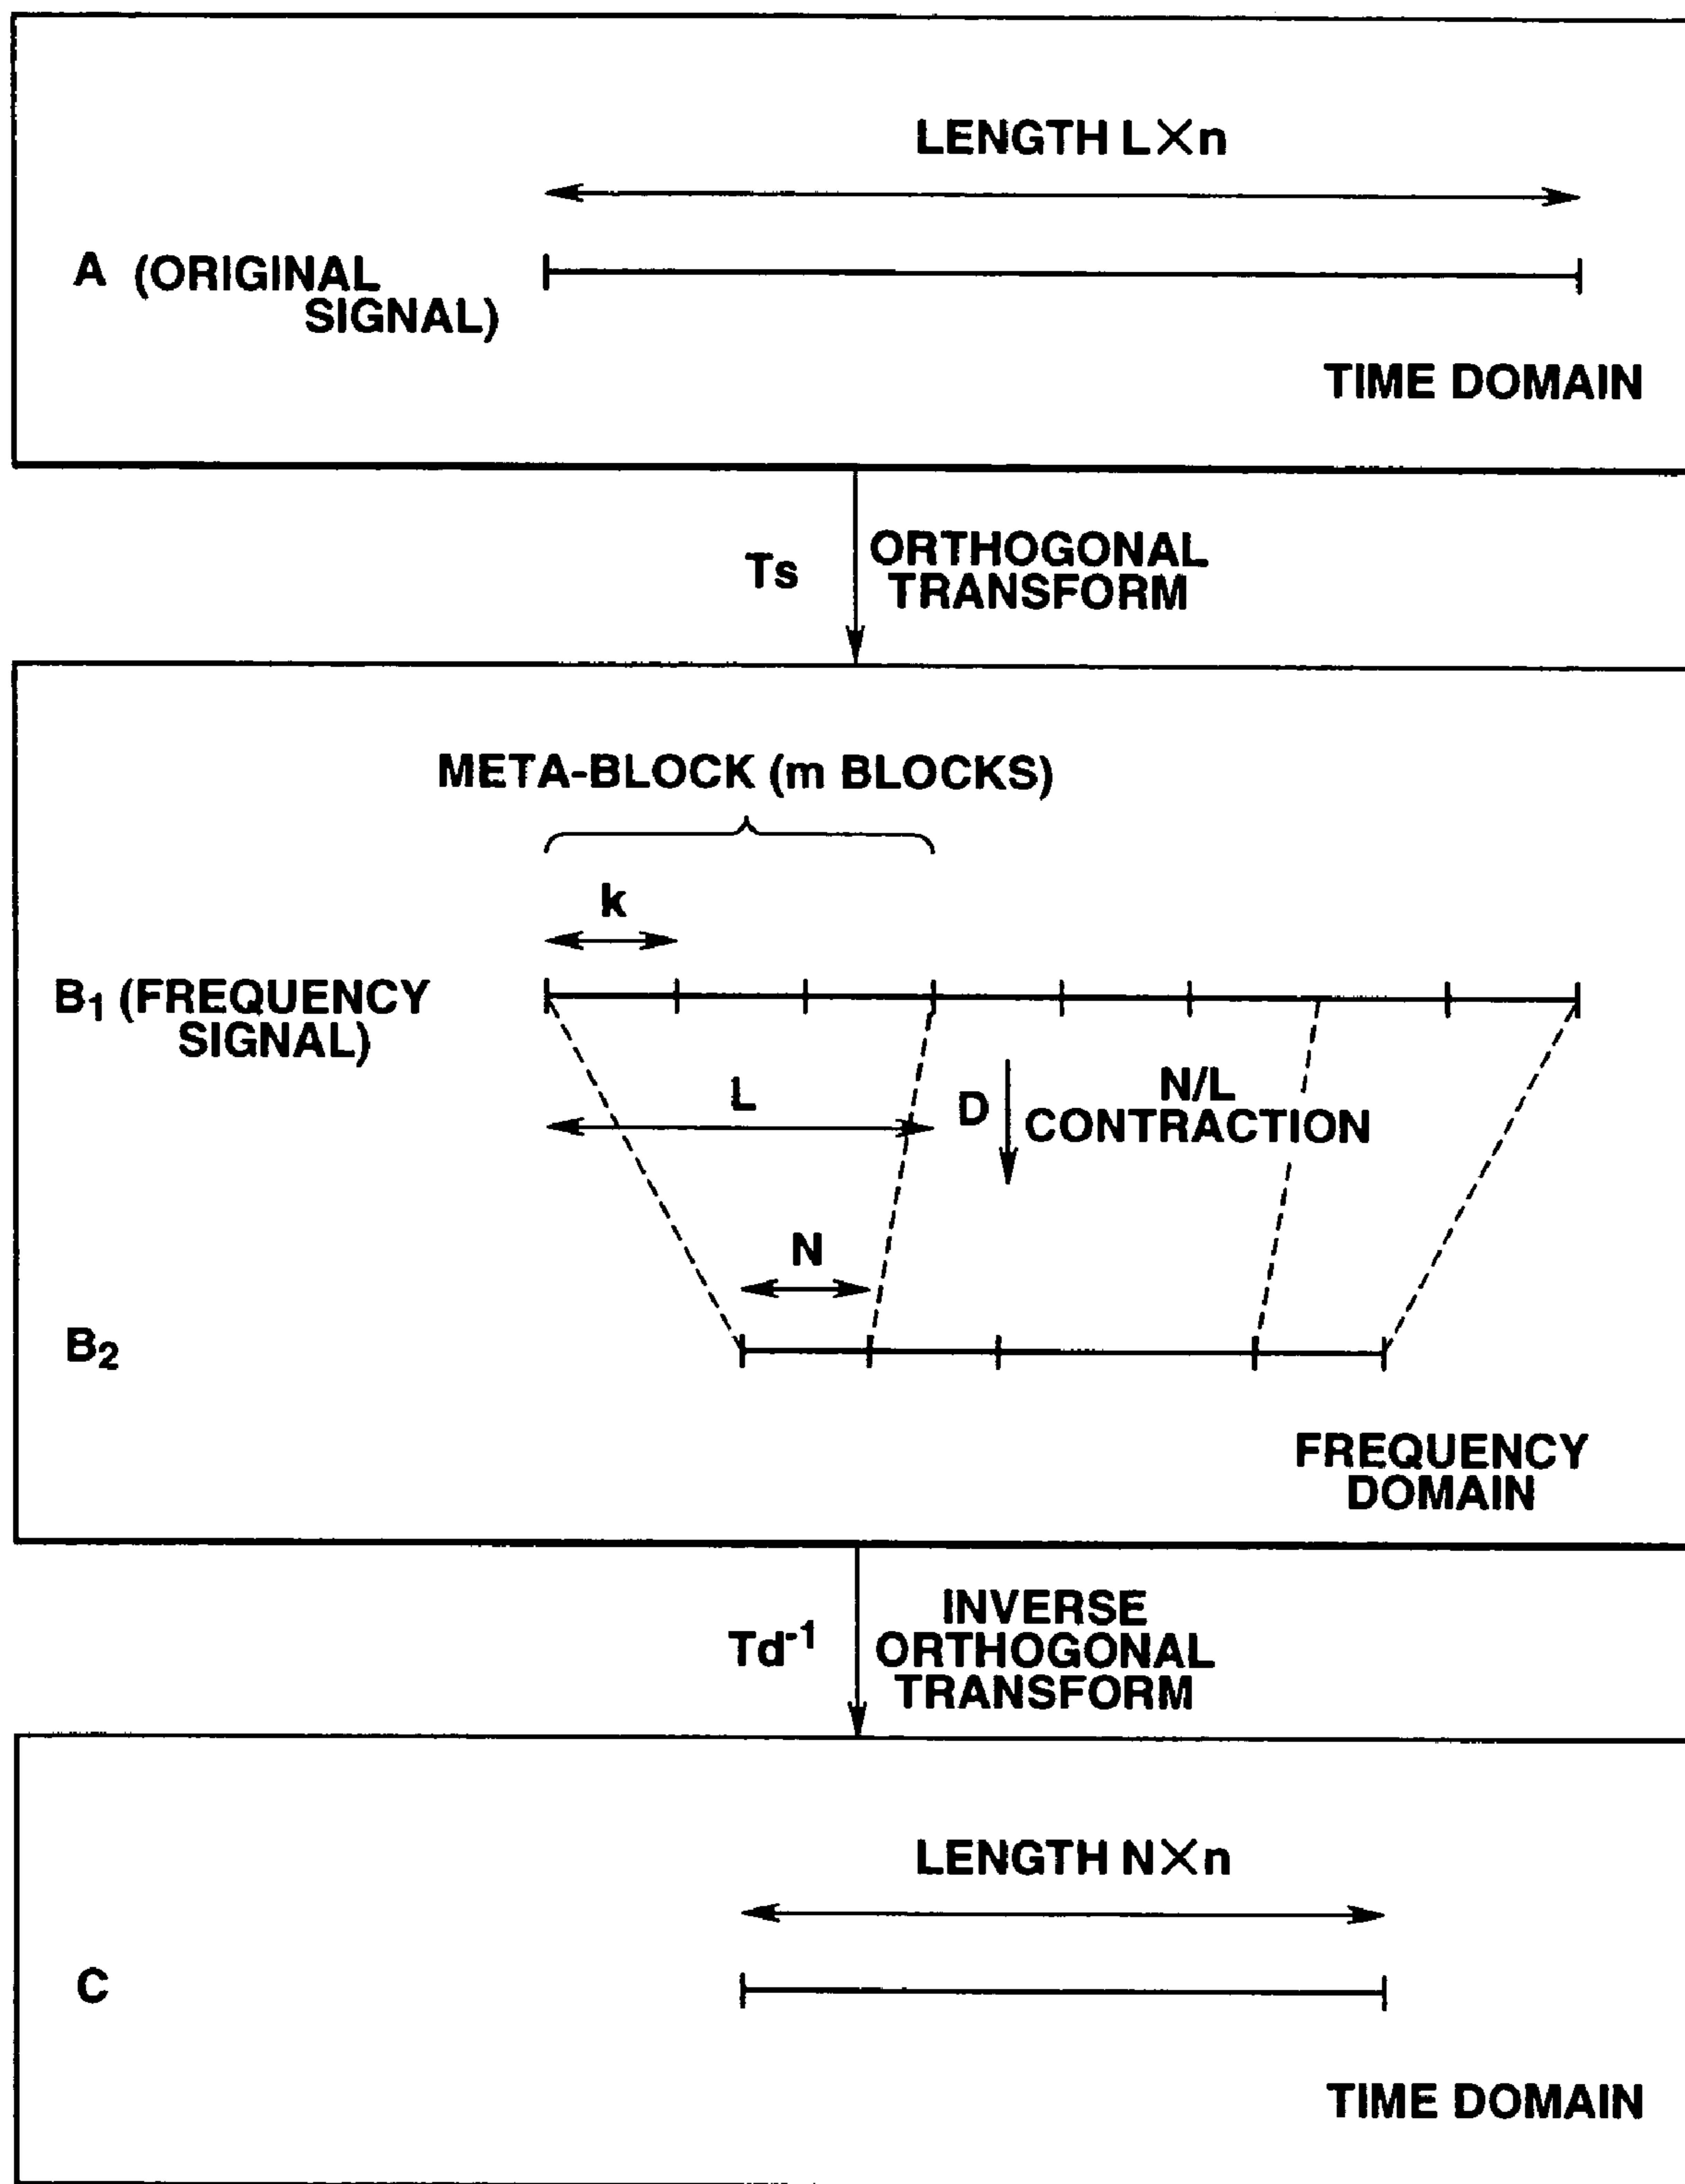 LENGTH L×n
A (ORIGINAL
SIGNAL)
TIME DOMAIN
Ts
ORTHOGONAL
TRANSFORM
META-BLOCK (m BLOCKS)
k
B1 (FREQUENCY
SIGNAL)
L
D
N/L
CONTRACTION
N
B2
FREQUENCY
DOMAIN
Td-1
INVERSE
ORTHOGONAL
TRANSFORM
LENGTH N×n
C
TIME DOMAIN